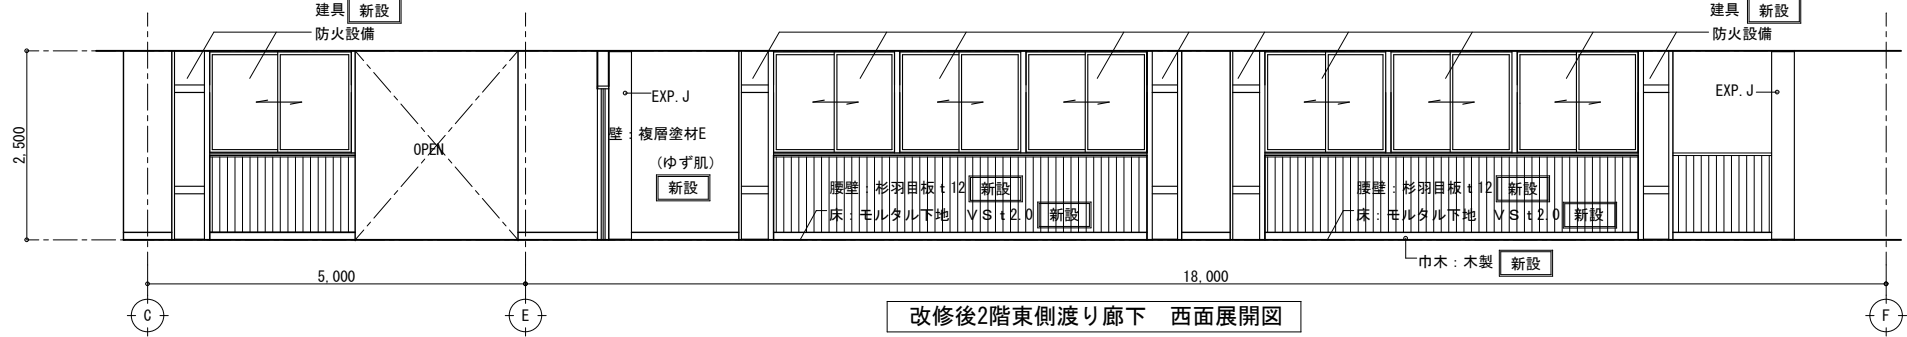 建具 新設
防火設備
建具 新設
防火設備
2,500
EXP.J
EXP.J
OPEN
壁：複層塗材E
(ゆず肌)
新設
腰壁：杉羽目板ｔ12 新設
床：モルタル下地　ＶＳｔ2.0 新設
腰壁：杉羽目板ｔ12 新設
床：モルタル下地　ＶＳｔ2.0 新設
巾木：木製 新設
5,000
18,000
C
E
F
改修後2階東側渡り廊下　西面展開図